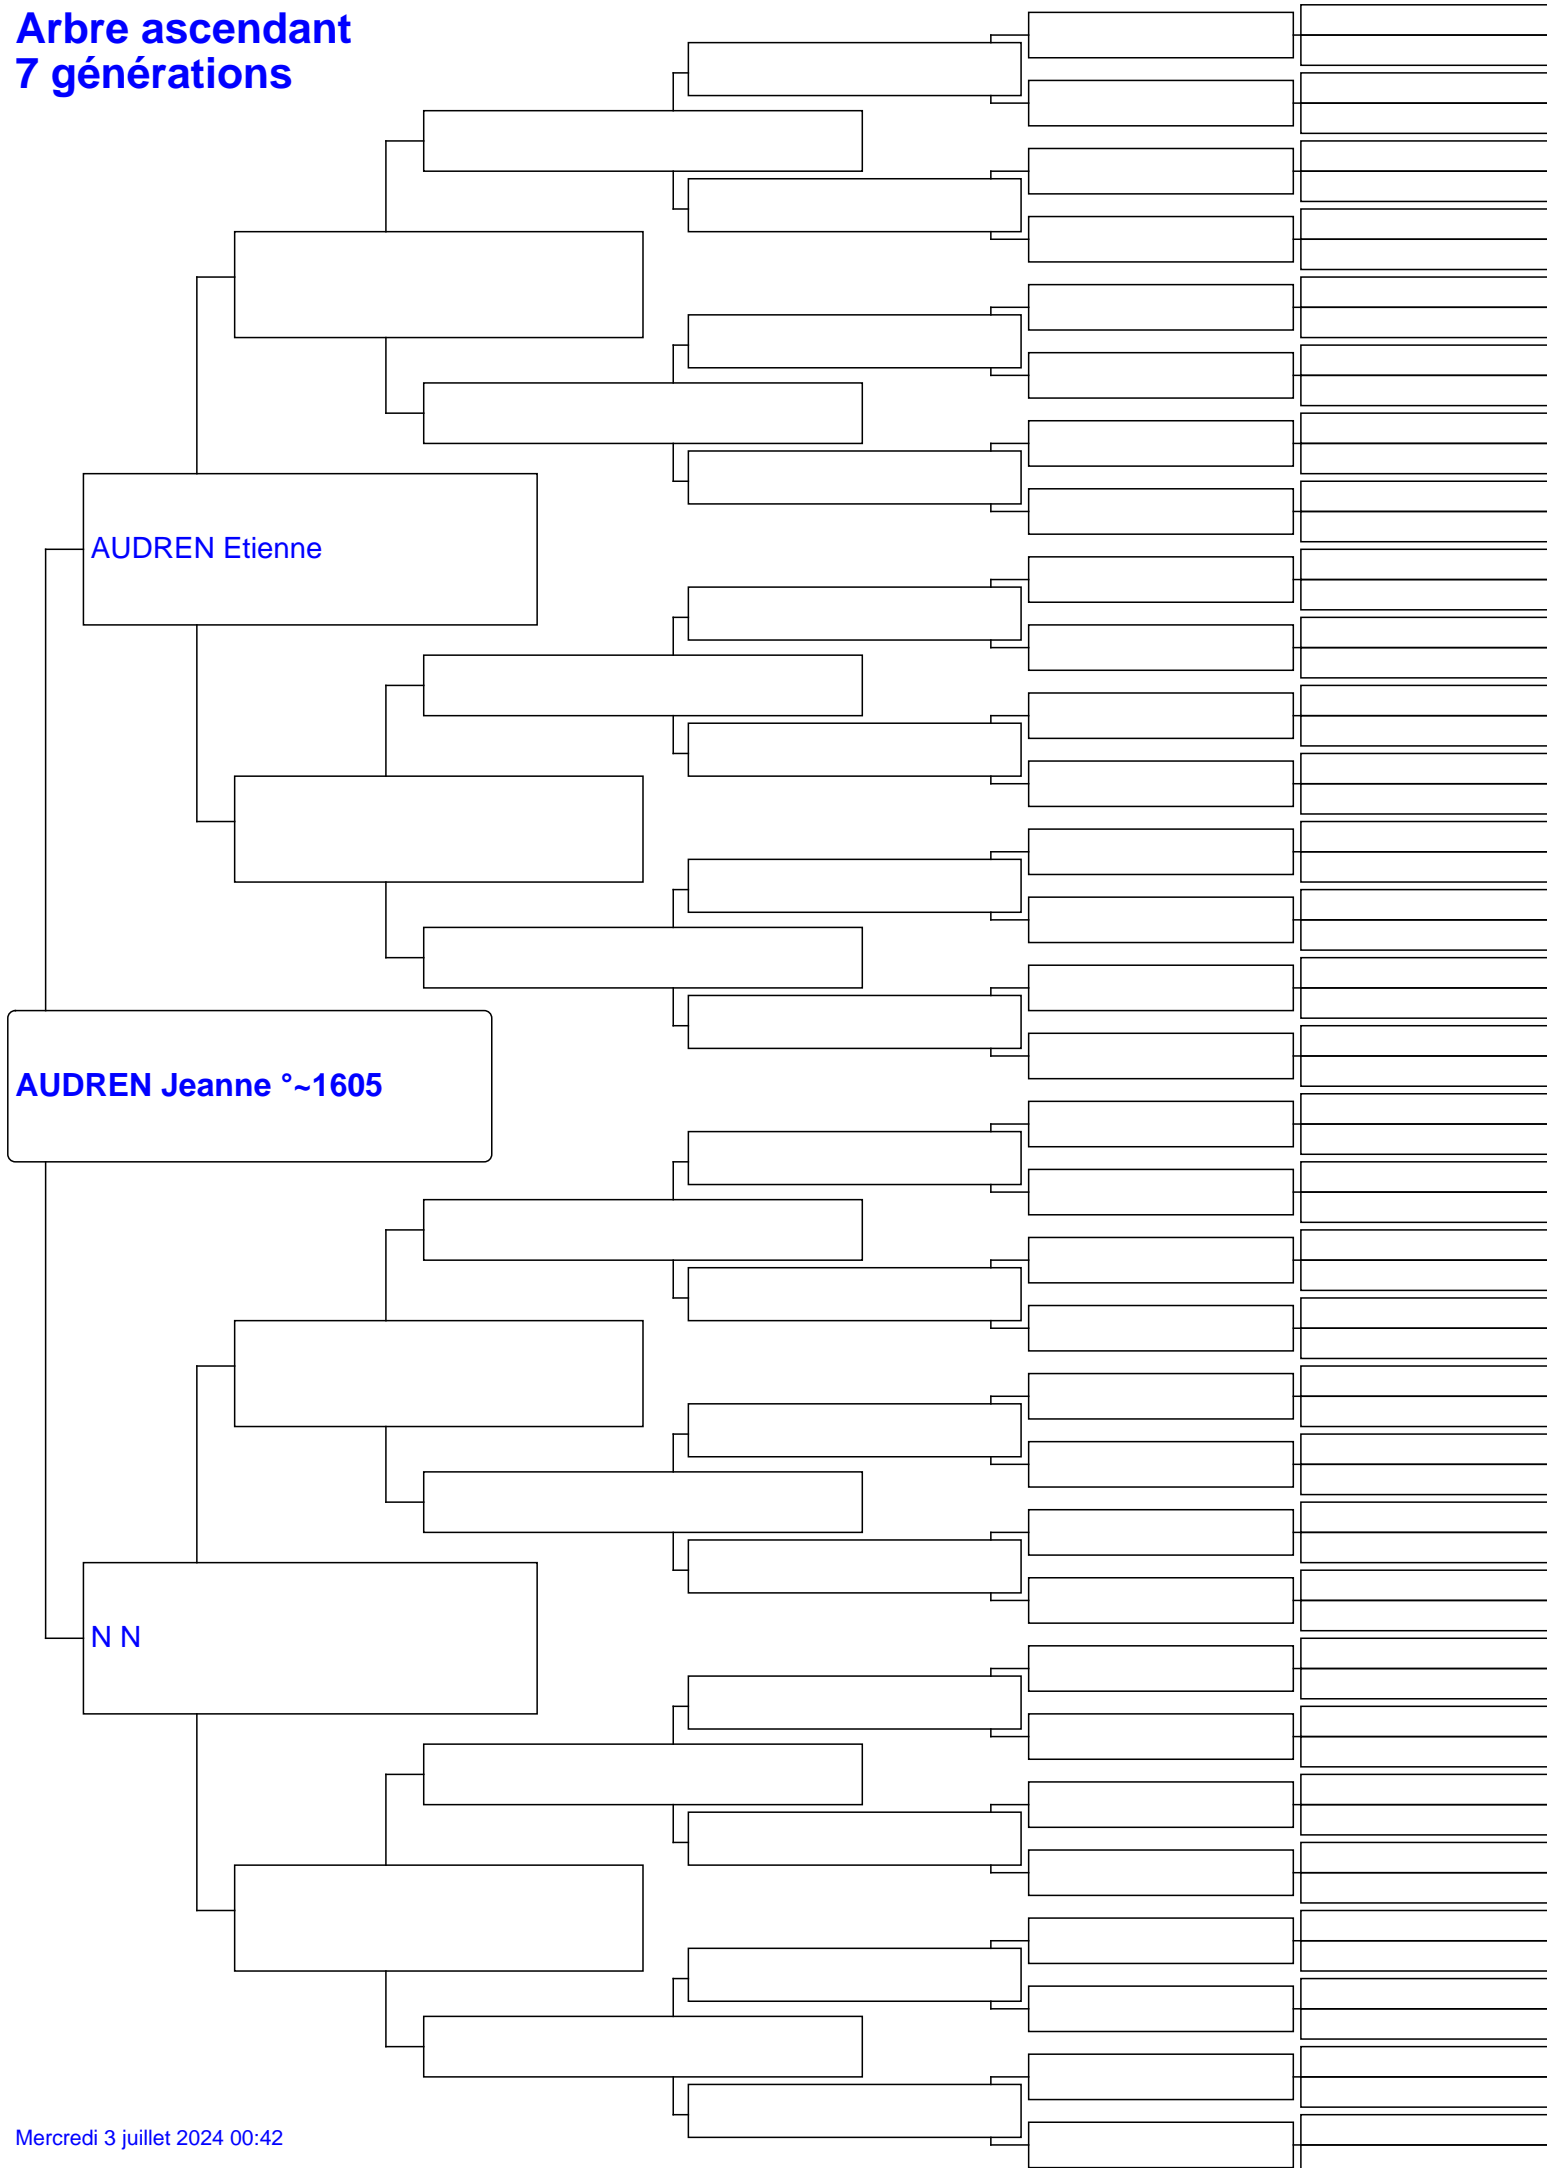 Arbre ascendant
7 générations
AUDREN Etienne
AUDREN Jeanne °~1605
N N
Mercredi 3 juillet 2024 00:42